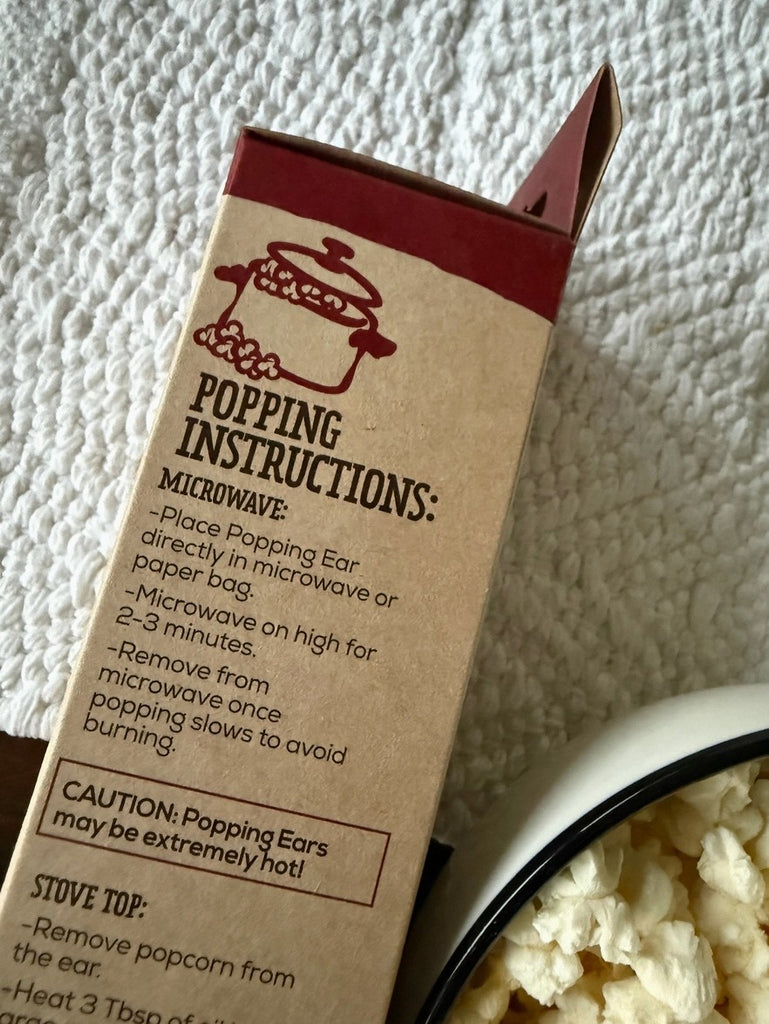 POPPING
INSTRUCTIONS:
MICROWAVE:
-Place Popping Ear
directly in microwave or
paper bag.
-Microwave on high for
2-3 minutes.
-Remove from
microwave once
popping slows to avoid
burning.
CAUTION: Popping Ears
may be extremely hot!
STOVE TOP:
-Remove popcorn from
the ear.
-Heat 3 Tbsp of